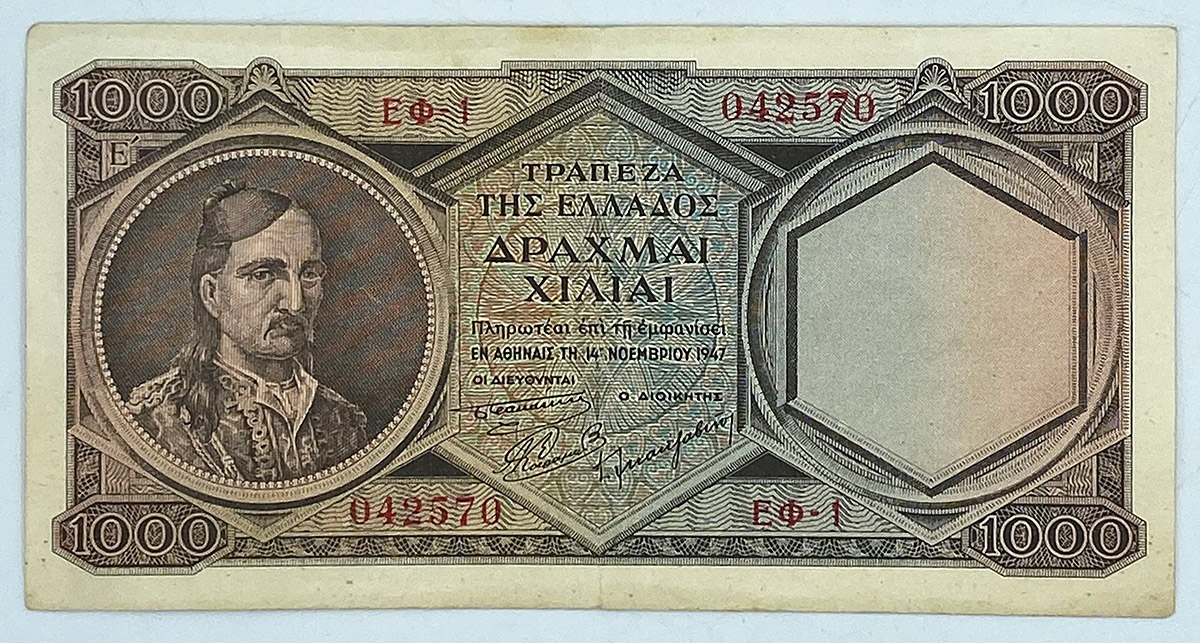 1000 ΕΦ-1 042570 1000
Ε΄
ΤΡΑΠΕΖΑ
ΤΗΣ ΕΛΛΑΔΟΣ
ΔΡΑΧΜΑΙ
ΧΙΛΙΑΙ
Πληρωτέαι ἐπὶ τῇ ἐμφανίσει
ΕΝ ΑΘΗΝΑΙΣ, ΤΗ, 14ῃ ΝΟΕΜΒΡΙΟΥ 1947
ΟΙ ΔΙΕΥΘΥΝΤΑΙ
Ο. ΔΙΟΙΚΗΤΗΣ
1000 042570 ΕΦ-1 1000